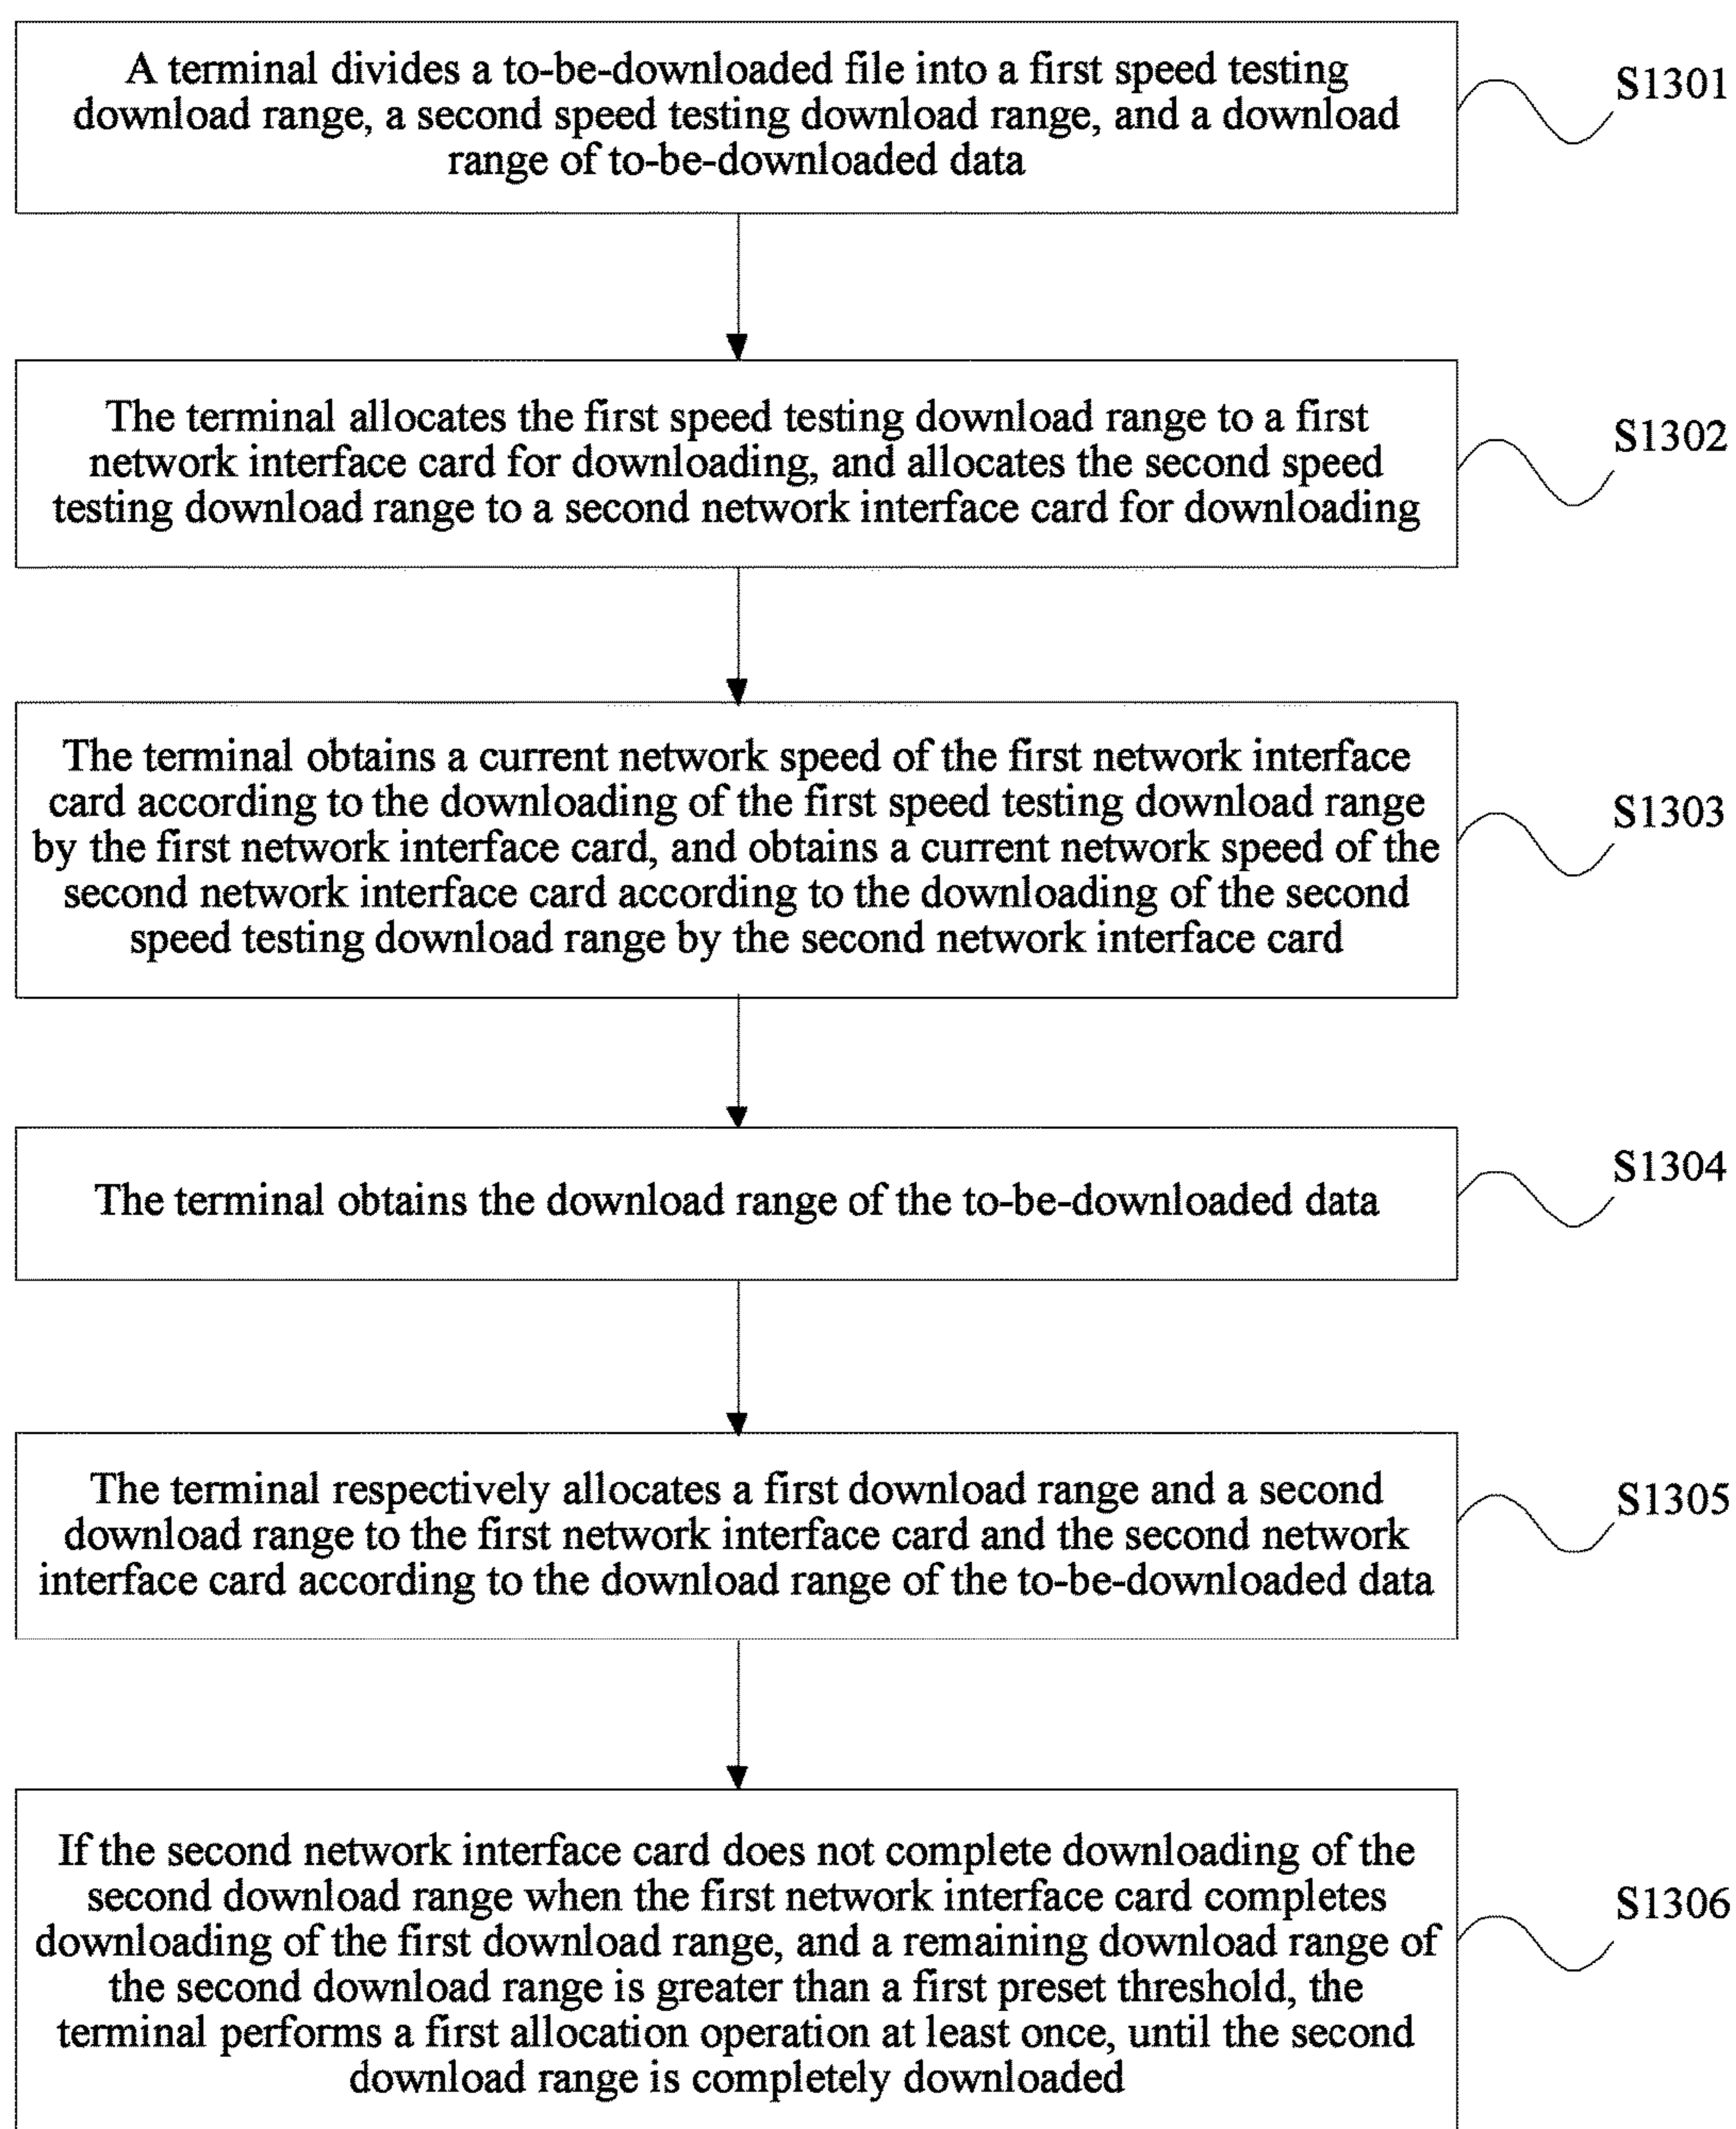 A terminal divides a to-be-downloaded file into a first speed testing
download range, a second speed testing download range, and a download
range of to-be-downloaded data
S1301
The terminal allocates the first speed testing download range to a first
network interface card for downloading, and allocates the second speed
testing download range to a second network interface card for downloading
S1302
The terminal obtains a current network speed of the first network interface
card according to the downloading of the first speed testing download range
by the first network interface card, and obtains a current network speed of the
second network interface card according to the downloading of the second
speed testing download range by the second network interface card
S1303
The terminal obtains the download range of the to-be-downloaded data
S1304
The terminal respectively allocates a first download range and a second
download range to the first network interface card and the second network
interface card according to the download range of the to-be-downloaded data
S1305
If the second network interface card does not complete downloading of the
second download range when the first network interface card completes
downloading of the first download range, and a remaining download range of
the second download range is greater than a first preset threshold, the
terminal performs a first allocation operation at least once, until the second
download range is completely downloaded
S1306